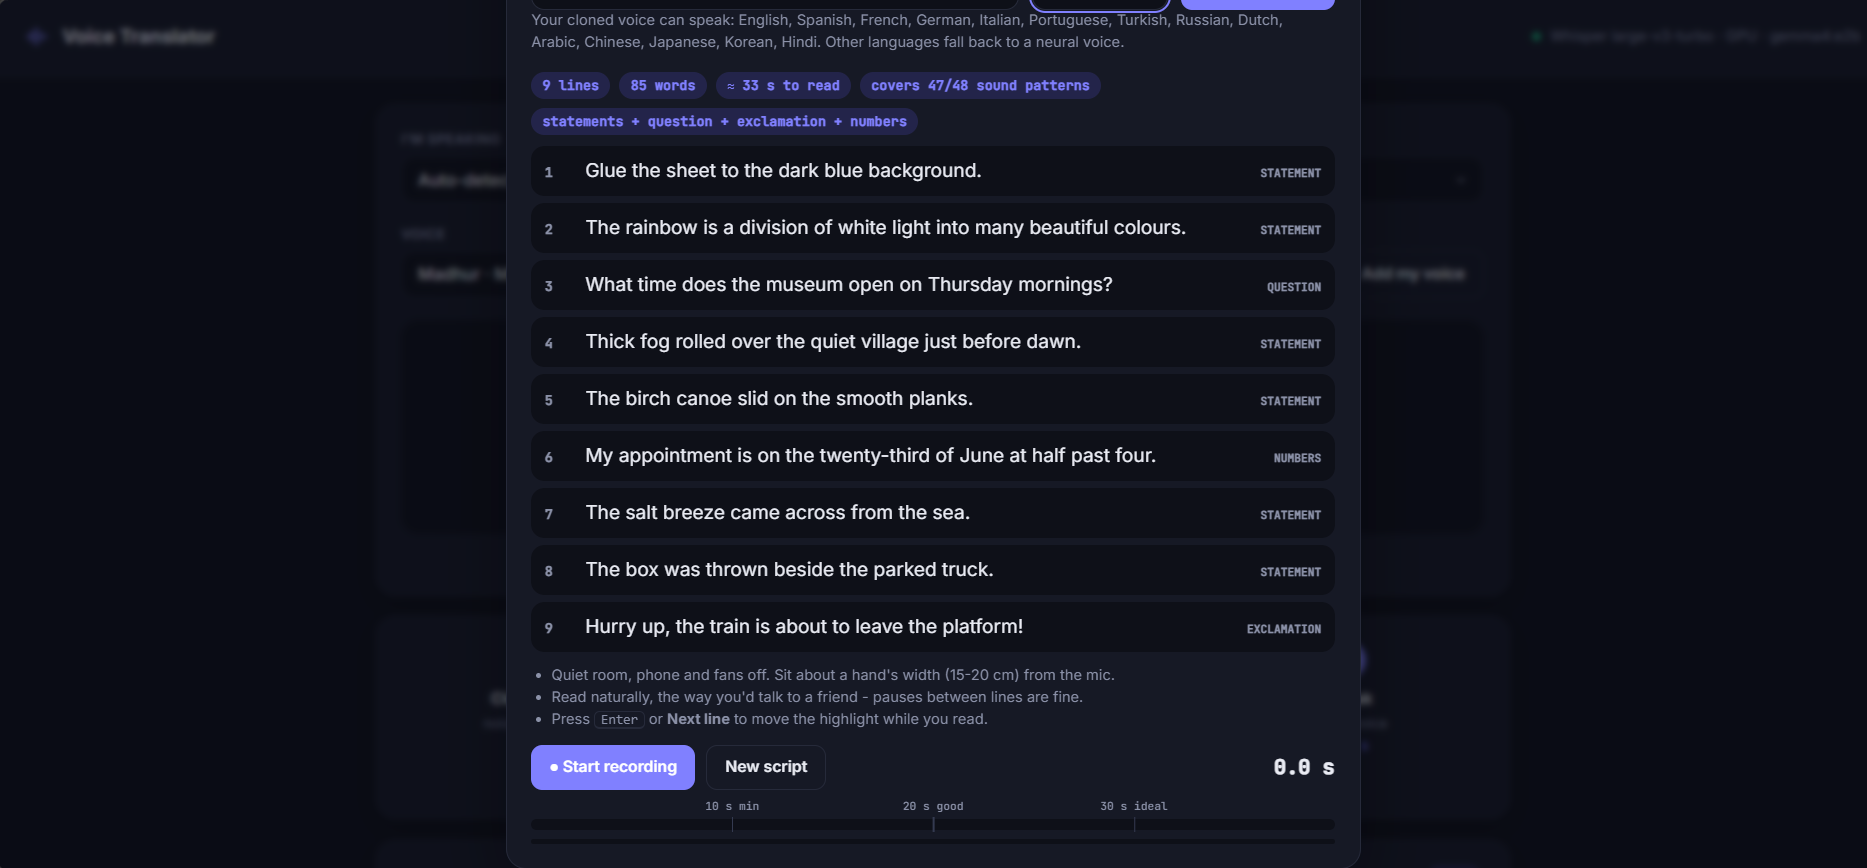 Voice Translator
Your cloned voice can speak: English, Spanish, French, German, Italian, Portuguese, Turkish, Russian, Dutch,
Arabic, Chinese, Japanese, Korean, Hindi. Other languages fall back to a neural voice.
9 lines 85 words ≈ 33 s to read covers 47/48 sound patterns
statements + question + exclamation + numbers
1 Glue the sheet to the dark blue background. STATEMENT
2 The rainbow is a division of white light into many beautiful colours. STATEMENT
3 What time does the museum open on Thursday mornings? QUESTION
4 Thick fog rolled over the quiet village just before dawn. STATEMENT
5 The birch canoe slid on the smooth planks. STATEMENT
6 My appointment is on the twenty-third of June at half past four. NUMBERS
7 The salt breeze came across from the sea. STATEMENT
8 The box was thrown beside the parked truck. STATEMENT
9 Hurry up, the train is about to leave the platform! EXCLAMATION
• Quiet room, phone and fans off. Sit about a hand's width (15-20 cm) from the mic.
• Read naturally, the way you'd talk to a friend - pauses between lines are fine.
• Press Enter or Next line to move the highlight while you read.
● Start recording New script 0.0 s
10 s min 20 s good 30 s ideal
I'M SPEAKING
VOICE
Madhur
Add my voice